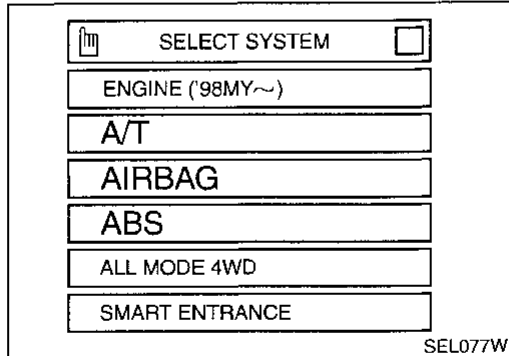 SELECT SYSTEM
ENGINE ('98MY～)
A/T
AIRBAG
ABS
ALL MODE 4WD
SMART ENTRANCE
SEL077W